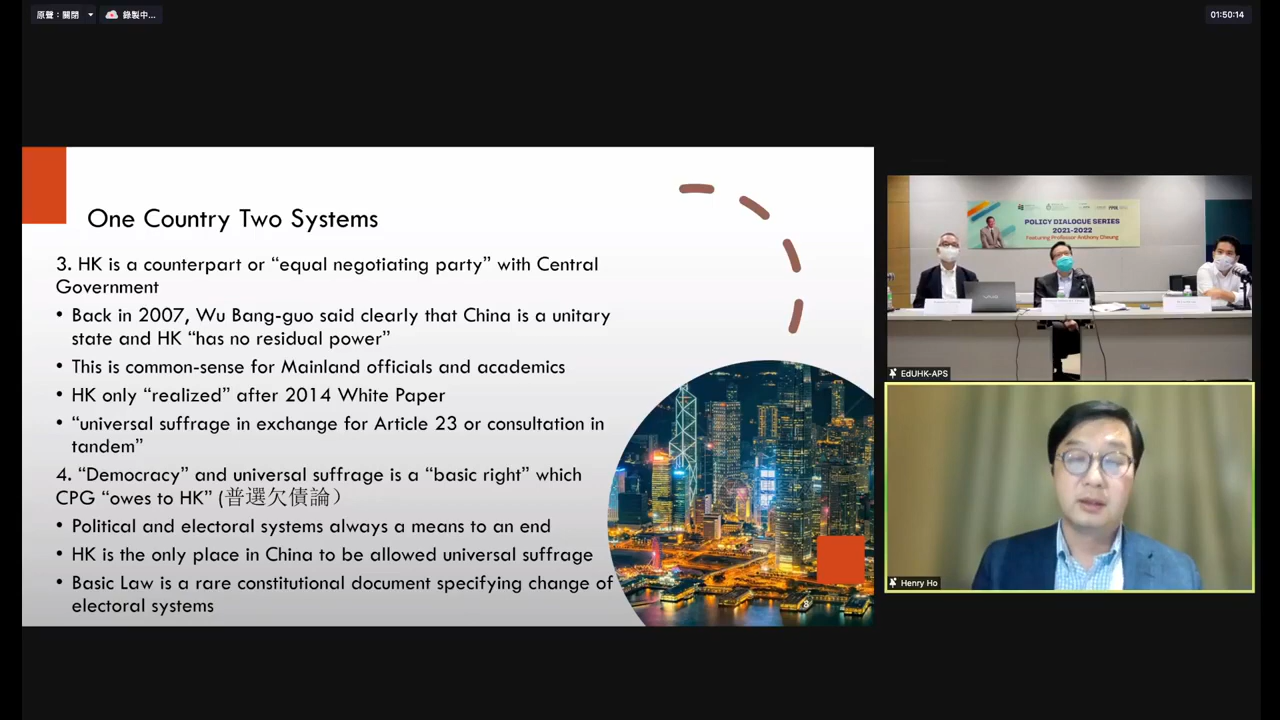 原聲：關閉
錄製中...
01:50:14
One Country Two Systems
3. HK is a counterpart or “equal negotiating party” with Central
Government
• Back in 2007, Wu Bang-guo said clearly that China is a unitary
state and HK “has no residual power”
• This is common-sense for Mainland officials and academics
• HK only “realized” after 2014 White Paper
• “universal suffrage in exchange for Article 23 or consultation in
tandem”
4. “Democracy” and universal suffrage is a “basic right” which
CPG “owes to HK” (普選欠債論）
• Political and electoral systems always a means to an end
• HK is the only place in China to be allowed universal suffrage
• Basic Law is a rare constitutional document specifying change of
electoral systems
8
POLICY DIALOGUE SERIES
2021-2022
Featuring Professor Anthony Cheung
VAIO
EdUHK-APS
Henry Ho